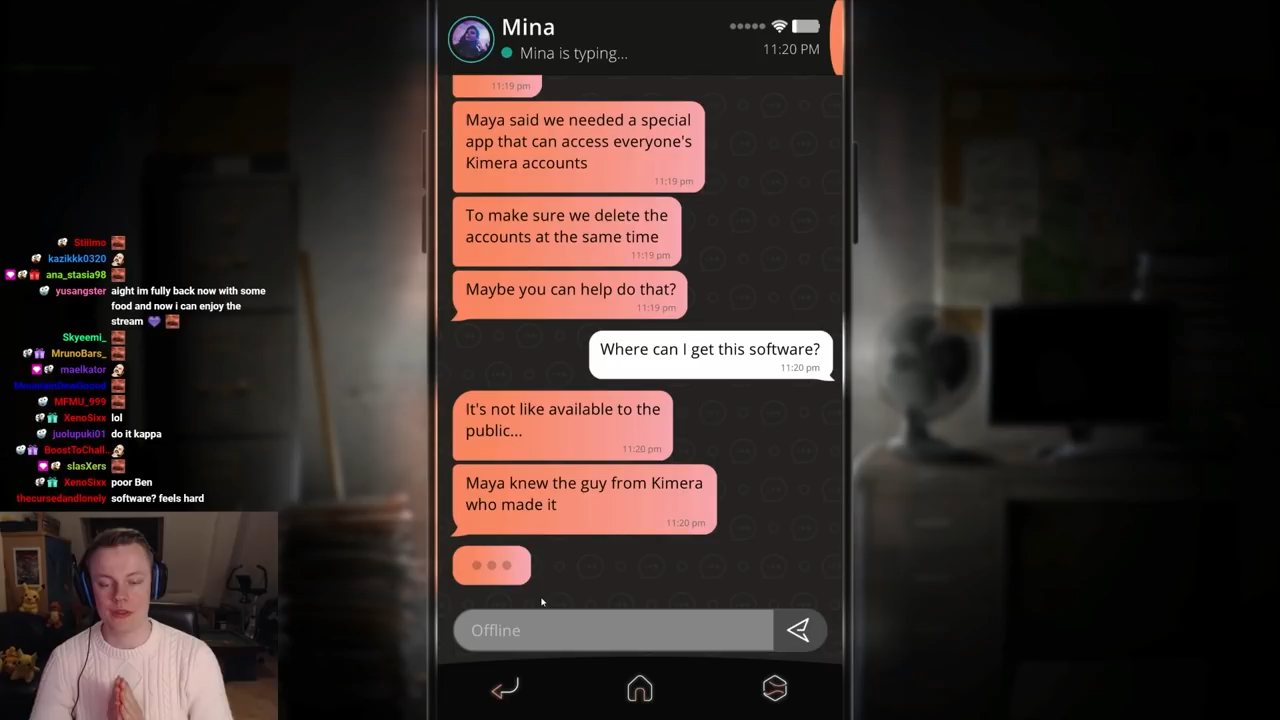 Mina
Mina is typing...
11:20 PM
11:19 pm
Maya said we needed a special
app that can access everyone's
Kimera accounts
11:19 pm
To make sure we delete the
accounts at the same time
11:19 pm
Maybe you can help do that?
11:19 pm
Where can I get this software?
11:20 pm
It's not like available to the
public...
11:20 pm
Maya knew the guy from Kimera
who made it
11:20 pm
Offline
Stiiimo
kazikkk0320
ana_stasia98
yusangster aight im fully back now with some
food and now i can enjoy the
stream
Skyeemi_
MrunoBars_
maelkator
MFMU_999
XenoSixx lol
juolupuki01 do it kappa
BoostToChall...
slasXers
XenoSixx poor Ben
thecursedandlonely software? feels hard